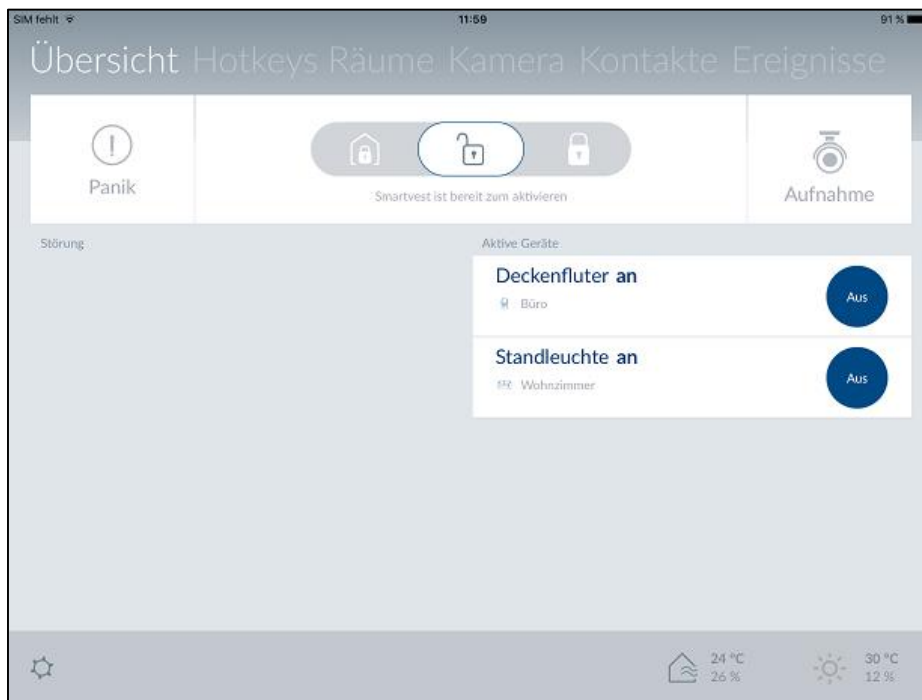 SIM fehlt 11:59 91 %
Übersicht Hotkeys Räume Kamera Kontakte Ereignisse
Panik
Smartvest ist bereit zum aktivieren
Aufnahme
Störung
Aktive Geräte
Deckenfluter an
Büro
Aus
Standleuchte an
Wohnzimmer
Aus
24 °C
26 %
30 °C
12 %